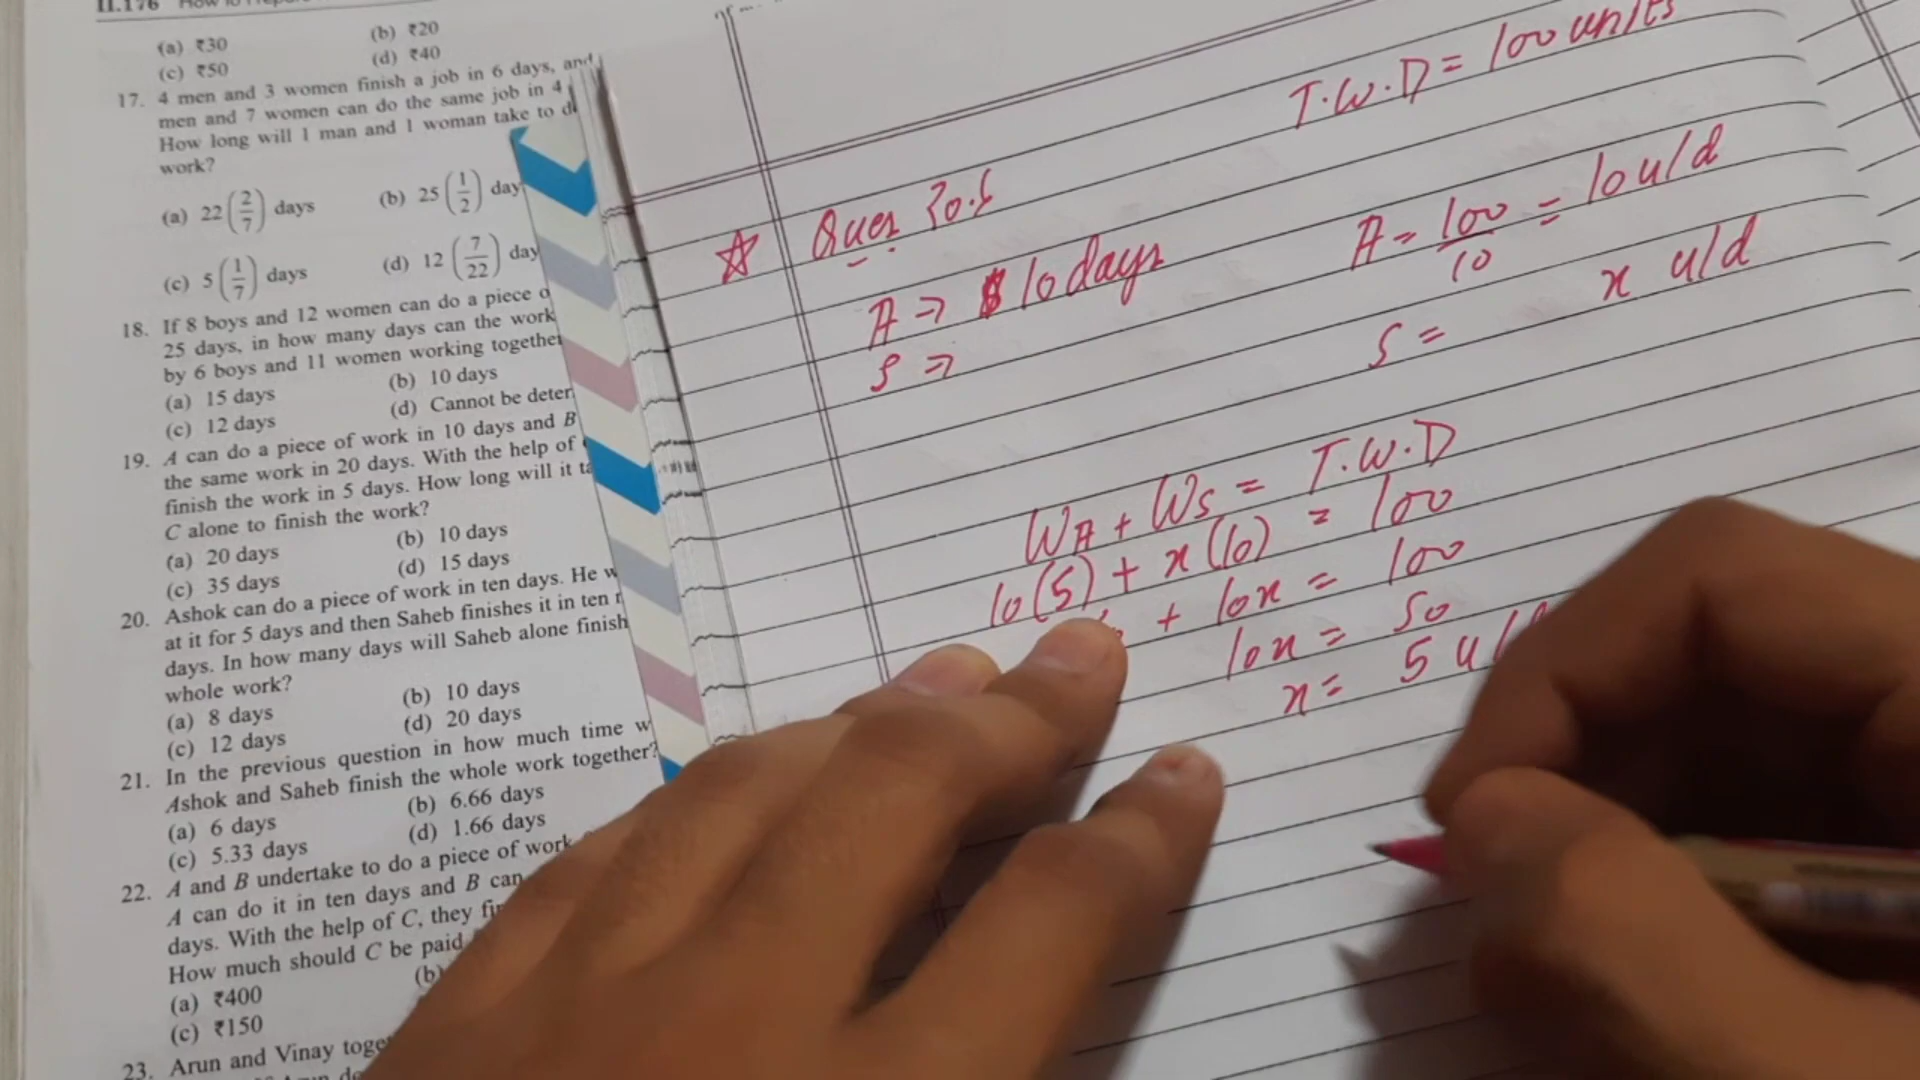 II.176
(a) ₹30 (b) ₹20
(c) ₹50 (d) ₹40
17. 4 men and 3 women finish a job in 6 days, and
men and 7 women can do the same job in 4
How long will 1 man and 1 woman take to
work?
(a) 22 (2/7) days (b) 25 (1/2) day
(c) 5 (1/7) days (d) 12 (7/22) day
18. If 8 boys and 12 women can do a piece o
25 days, in how many days can the work
by 6 boys and 11 women working together
(a) 15 days (b) 10 days
(c) 12 days (d) Cannot be deter
19. A can do a piece of work in 10 days and B
the same work in 20 days. With the help of
finish the work in 5 days. How long will it
C alone to finish the work?
(a) 20 days (b) 10 days
(c) 35 days (d) 15 days
20. Ashok can do a piece of work in ten days. He w
at it for 5 days and then Saheb finishes it in ten
days. In how many days will Saheb alone finish
whole work?
(a) 8 days (b) 10 days
(c) 12 days (d) 20 days
21. In the previous question in how much time w
Ashok and Saheb finish the whole work together?
(a) 6 days (b) 6.66 days
(c) 5.33 days (d) 1.66 days
22. A and B undertake to do a piece of work
A can do it in ten days and B can
days. With the help of C, they fi
How much should C be paid
(a) ₹400 (b)
(c) ₹150
23. Arun and Vinay toge
T.W.D = 100 units
Ques 20.
A → 10 days
A = 100/10 = 10 u/d
S →
S = x u/d
WA + WS = T.W.D
10(5) + x(10) = 100
+ 10x = 100
10x = 50
x = 5 u/